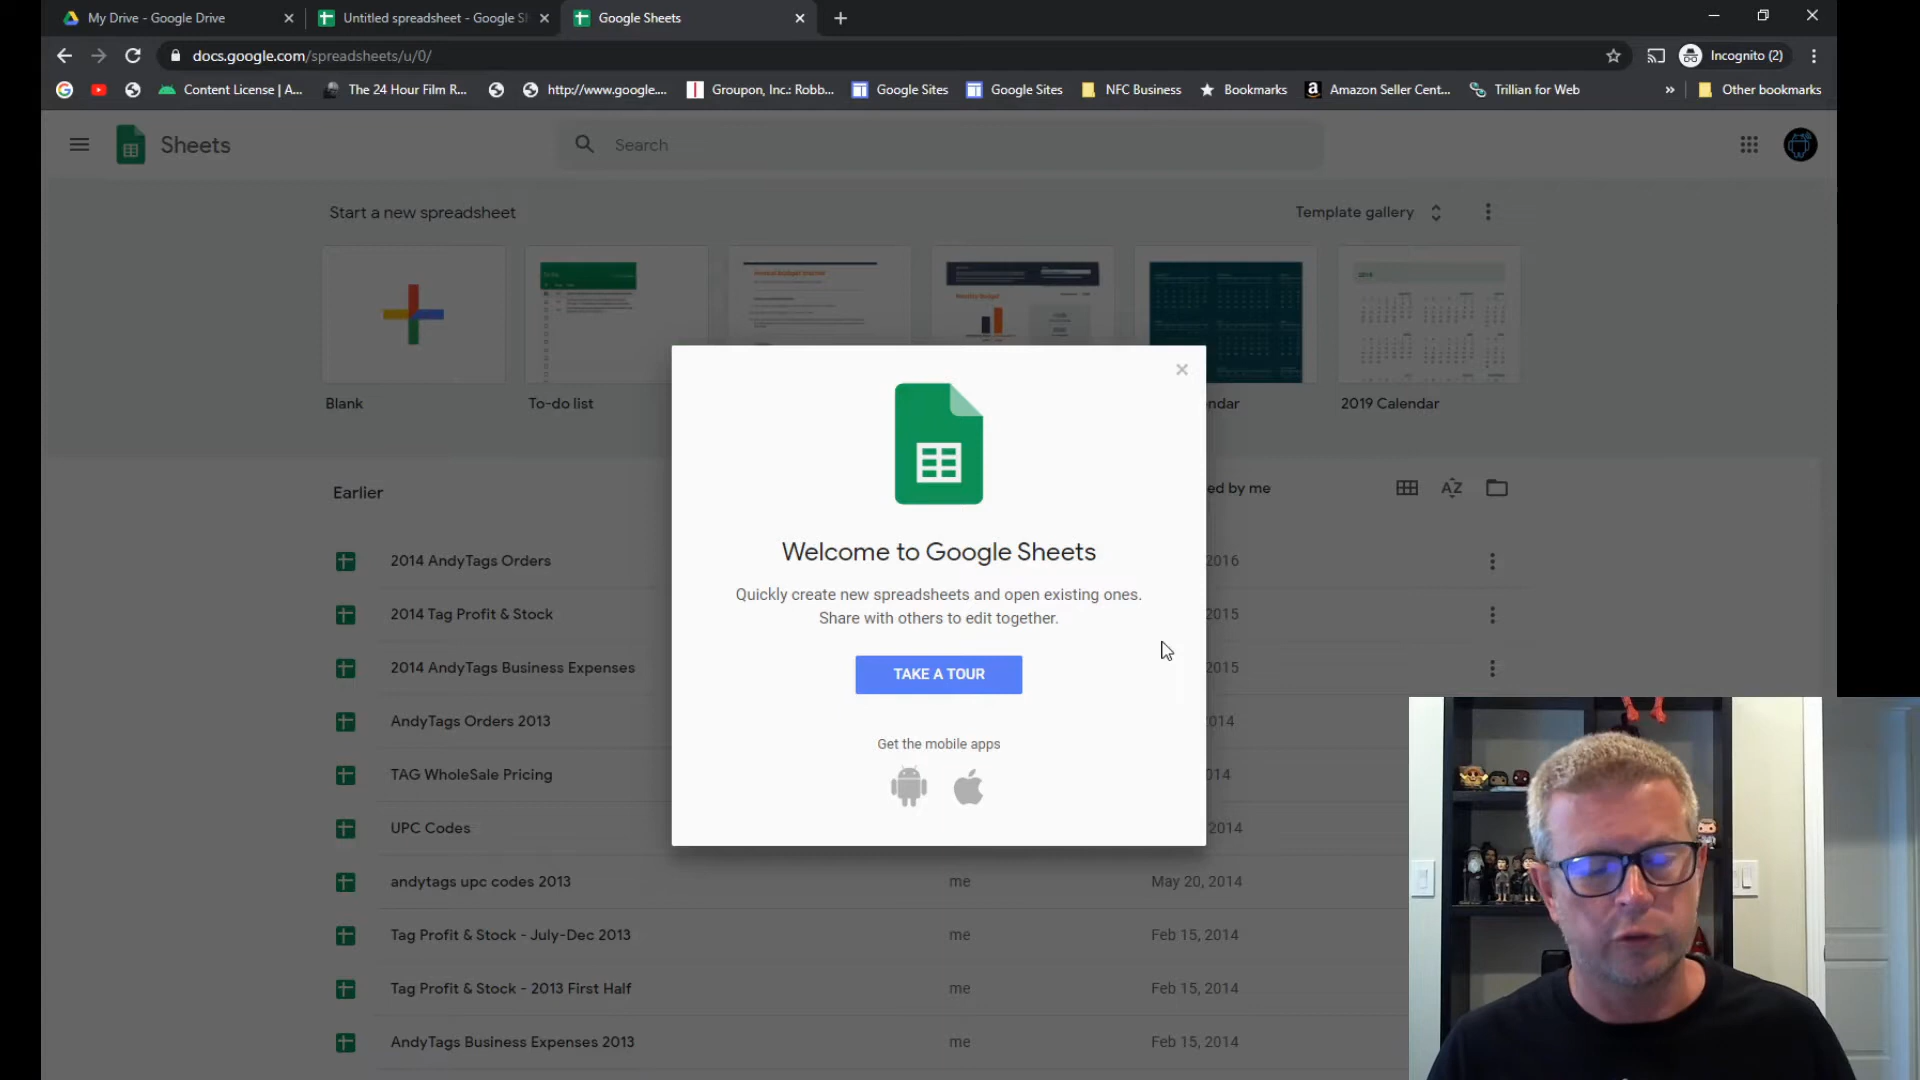 My Drive - Google Drive
Untitled spreadsheet - Google S
Google Sheets
docs.google.com/spreadsheets/u/0/
Incognito (2)
Content License | A...
The 24 Hour Film R...
http://www.google....
Groupon, Inc.: Robb...
Google Sites
Google Sites
NFC Business
Bookmarks
Amazon Seller Cent...
Trillian for Web
»
Other bookmarks
Sheets
Search
Start a new spreadsheet
Template gallery
Blank
To-do list
ndar
2019 Calendar
Earlier
ed by me
AZ
Welcome to Google Sheets
Quickly create new spreadsheets and open existing ones.
Share with others to edit together.
TAKE A TOUR
Get the mobile apps
2014 AndyTags Orders
2016
2014 Tag Profit & Stock
2015
2014 AndyTags Business Expenses
2015
AndyTags Orders 2013
2014
TAG WholeSale Pricing
2014
UPC Codes
2014
andytags upc codes 2013
me
May 20, 2014
Tag Profit & Stock - July-Dec 2013
me
Feb 15, 2014
Tag Profit & Stock - 2013 First Half
me
Feb 15, 2014
AndyTags Business Expenses 2013
me
Feb 15, 2014